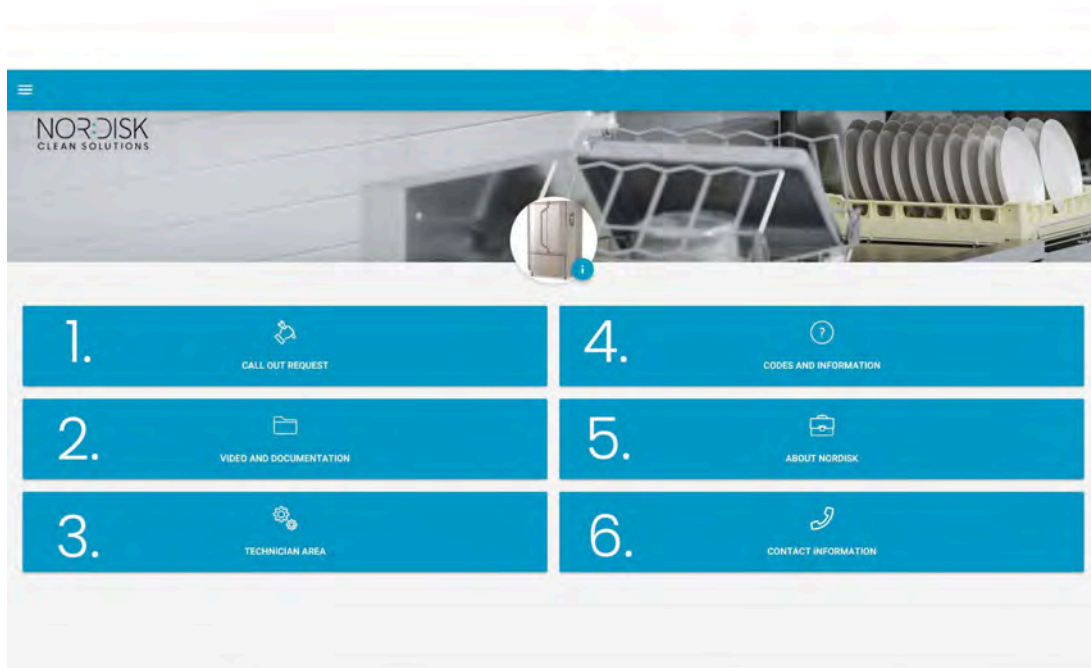 NORDISK
CLEAN SOLUTIONS
1.
CALL OUT REQUEST
2.
VIDEO AND DOCUMENTATION
3.
TECHNICIAN AREA
4.
?
CODES AND INFORMATION
5.
ABOUT NORDISK
6.
CONTACT INFORMATION